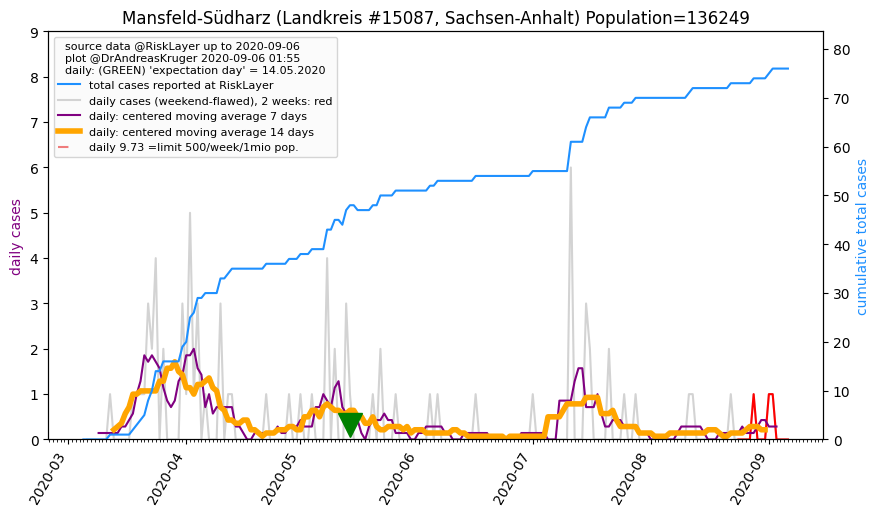 Mansfeld-Südharz (Landkreis #15087, Sachsen-Anhalt) Population=136249
source data @RiskLayer up to 2020-09-06
plot @DrAndreasKruger 2020-09-06 01:55
daily: (GREEN) 'expectation day' = 14.05.2020
total cases reported at RiskLayer
daily cases (weekend-flawed), 2 weeks: red
daily: centered moving average 7 days
daily: centered moving average 14 days
daily 9.73 =limit 500/week/1mio pop.
daily cases
9
8
7
6
5
4
3
2
1
0
cumulative total cases
80
70
60
50
40
30
20
10
0
2020-03
2020-04
2020-05
2020-06
2020-07
2020-08
2020-09